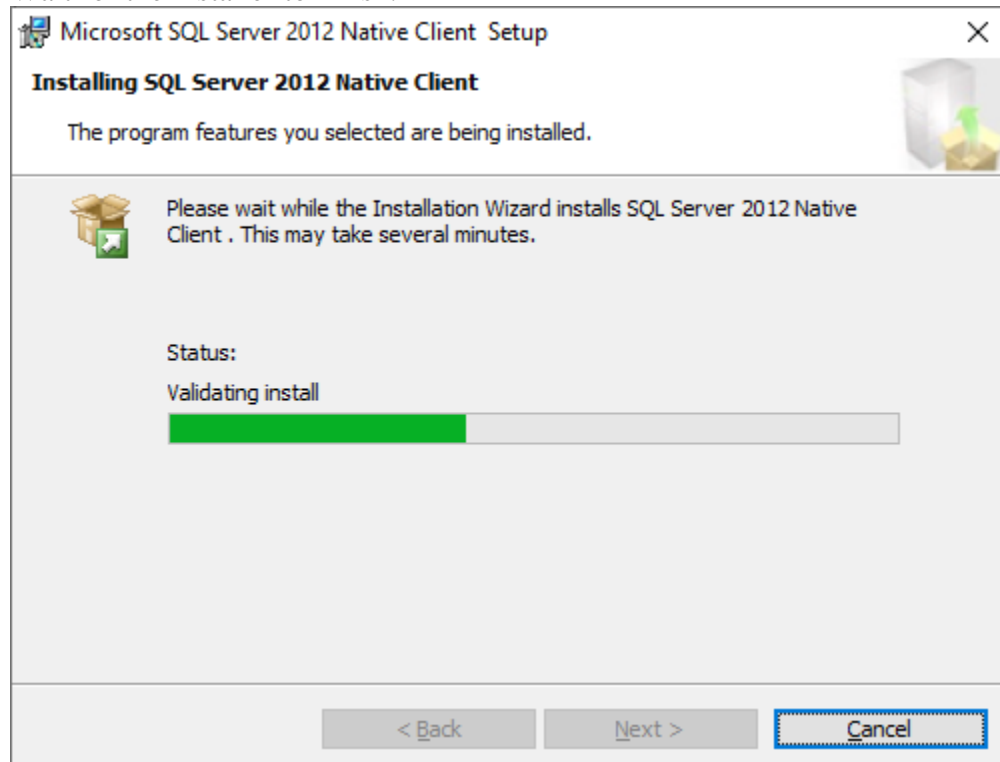 Microsoft SQL Server 2012 Native Client  Setup
Installing SQL Server 2012 Native Client
The program features you selected are being installed.
Please wait while the Installation Wizard installs SQL Server 2012 Native
Client . This may take several minutes.
Status:
Validating install
< Back
Next >
Cancel